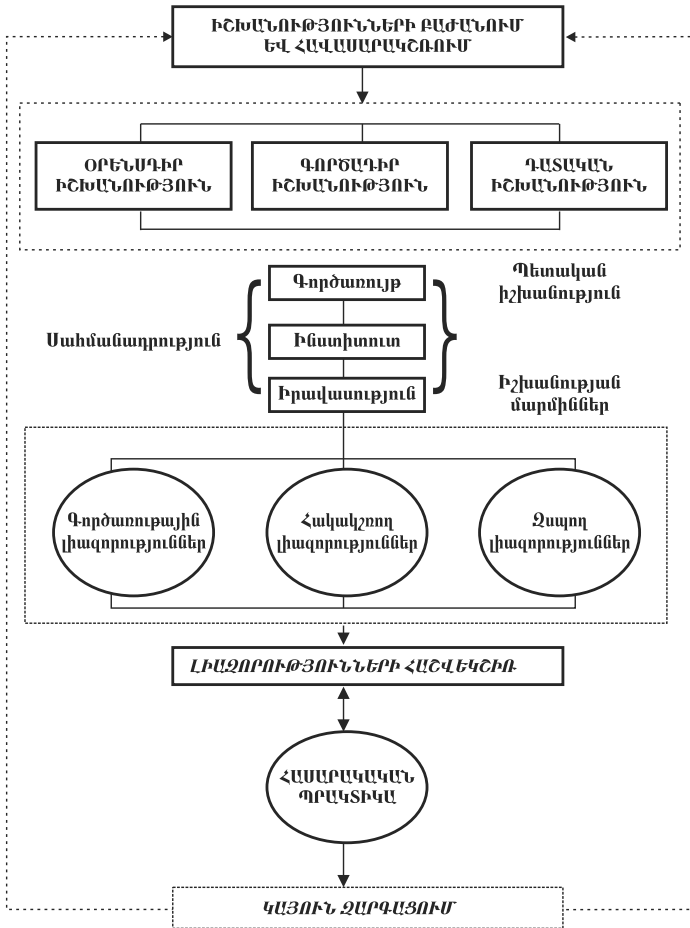 ԻՇԽԱՆՈՒԹՅՈՒՆՆԵՐԻ ԲԱԺԱՆՈՒՄ
ԵՎ ՀԱՎԱՍԱՐԱԿՇՌՈՒՄ
ՕՐԵՆՍԴԻՐ
ԻՇԽԱՆՈՒԹՅՈՒՆ
ԳՈՐԾԱԴԻՐ
ԻՇԽԱՆՈՒԹՅՈՒՆ
ԴԱՏԱԿԱՆ
ԻՇԽԱՆՈՒԹՅՈՒՆ
Սահմանադրություն
Գործառույթ
Ինստիտուտ
Իրավասություն
Պետական
իշխանություն
Իշխանության
մարմիններ
Գործառութային
լիազորություններ
Հակակշռող
լիազորություններ
Զսպող
լիազորություններ
ԼԻԱԶՈՐՈՒԹՅՈՒՆՆԵՐԻ ՀԱՇՎԵԿՇԻՌ
ՀԱՍԱՐԱԿԱԿԱՆ
ՊՐԱԿՏԻԿԱ
ԿԱՅՈՒՆ ԶԱՐԳԱՑՈՒՄ